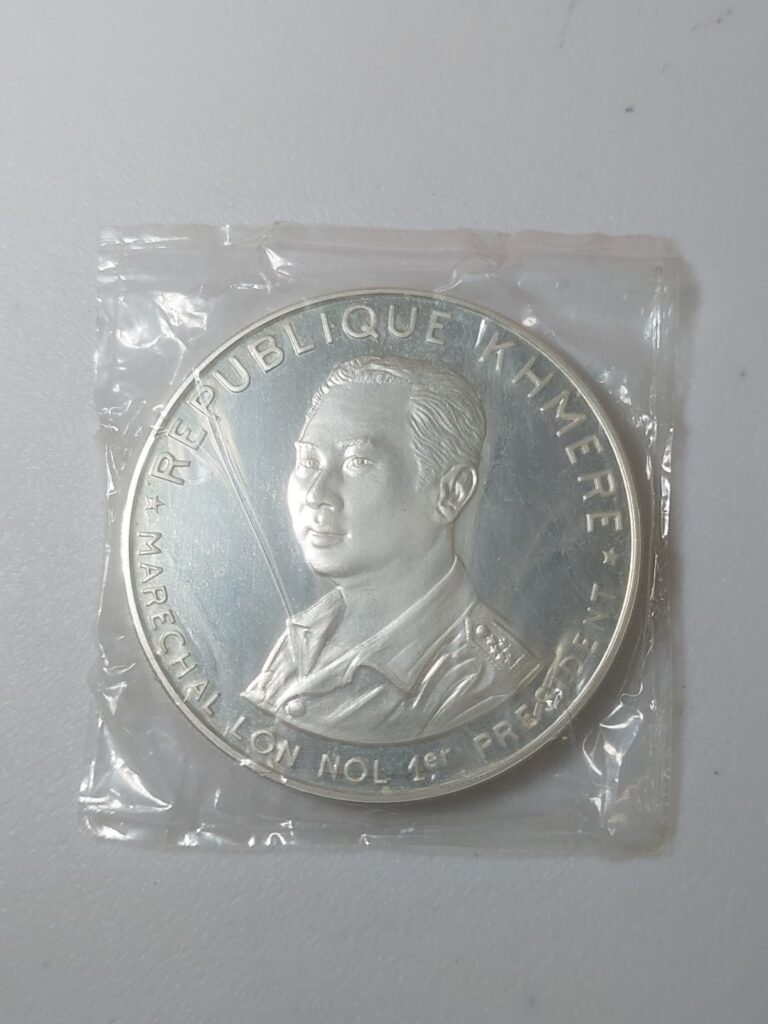 REPUBLIQUE KHMERE
MARECHAL LON NOL 1er PRESIDENT